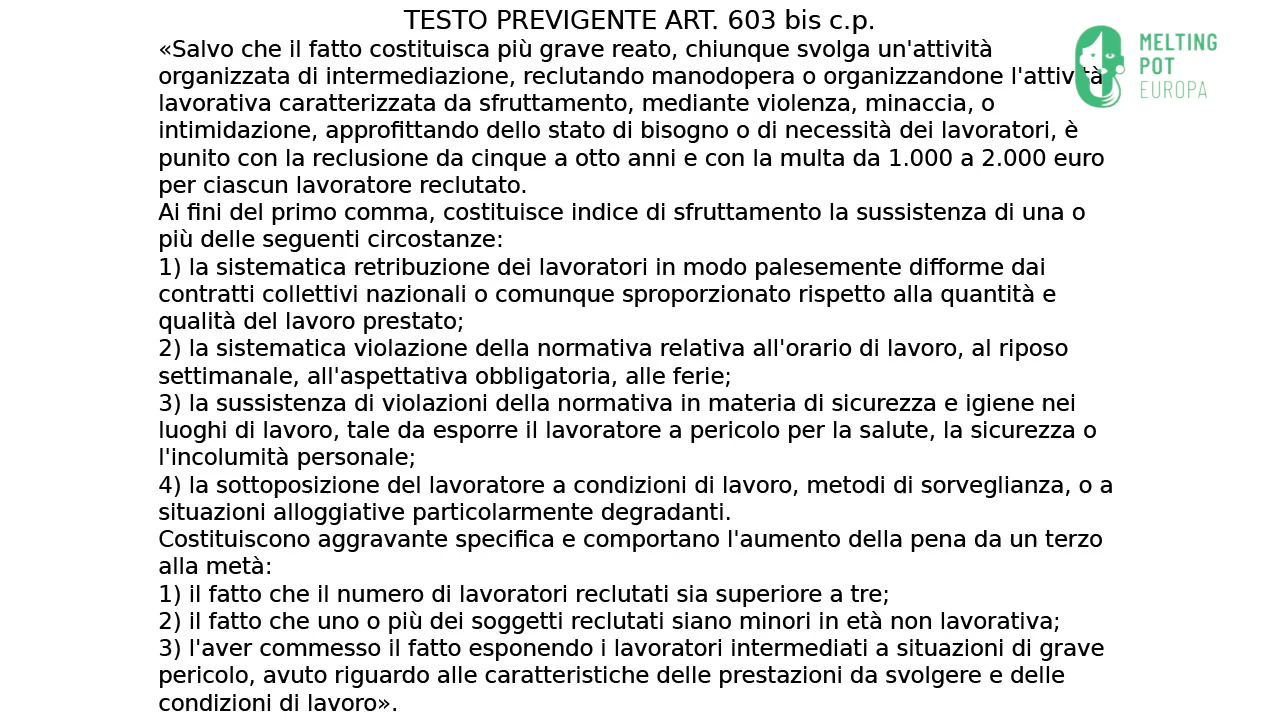 TESTO PREVIGENTE ART. 603 bis c.p.
«Salvo che il fatto costituisca più grave reato, chiunque svolga un'attività
organizzata di intermediazione, reclutando manodopera o organizzandone l'attività
lavorativa caratterizzata da sfruttamento, mediante violenza, minaccia, o
intimidazione, approfittando dello stato di bisogno o di necessità dei lavoratori, è
punito con la reclusione da cinque a otto anni e con la multa da 1.000 a 2.000 euro
per ciascun lavoratore reclutato.
Ai fini del primo comma, costituisce indice di sfruttamento la sussistenza di una o
più delle seguenti circostanze:
1) la sistematica retribuzione dei lavoratori in modo palesemente difforme dai
contratti collettivi nazionali o comunque sproporzionato rispetto alla quantità e
qualità del lavoro prestato;
2) la sistematica violazione della normativa relativa all'orario di lavoro, al riposo
settimanale, all'aspettativa obbligatoria, alle ferie;
3) la sussistenza di violazioni della normativa in materia di sicurezza e igiene nei
luoghi di lavoro, tale da esporre il lavoratore a pericolo per la salute, la sicurezza o
l'incolumità personale;
4) la sottoposizione del lavoratore a condizioni di lavoro, metodi di sorveglianza, o a
situazioni alloggiative particolarmente degradanti.
Costituiscono aggravante specifica e comportano l'aumento della pena da un terzo
alla metà:
1) il fatto che il numero di lavoratori reclutati sia superiore a tre;
2) il fatto che uno o più dei soggetti reclutati siano minori in età non lavorativa;
3) l'aver commesso il fatto esponendo i lavoratori intermediati a situazioni di grave
pericolo, avuto riguardo alle caratteristiche delle prestazioni da svolgere e delle
condizioni di lavoro».
MELTING
POT
EUROPA